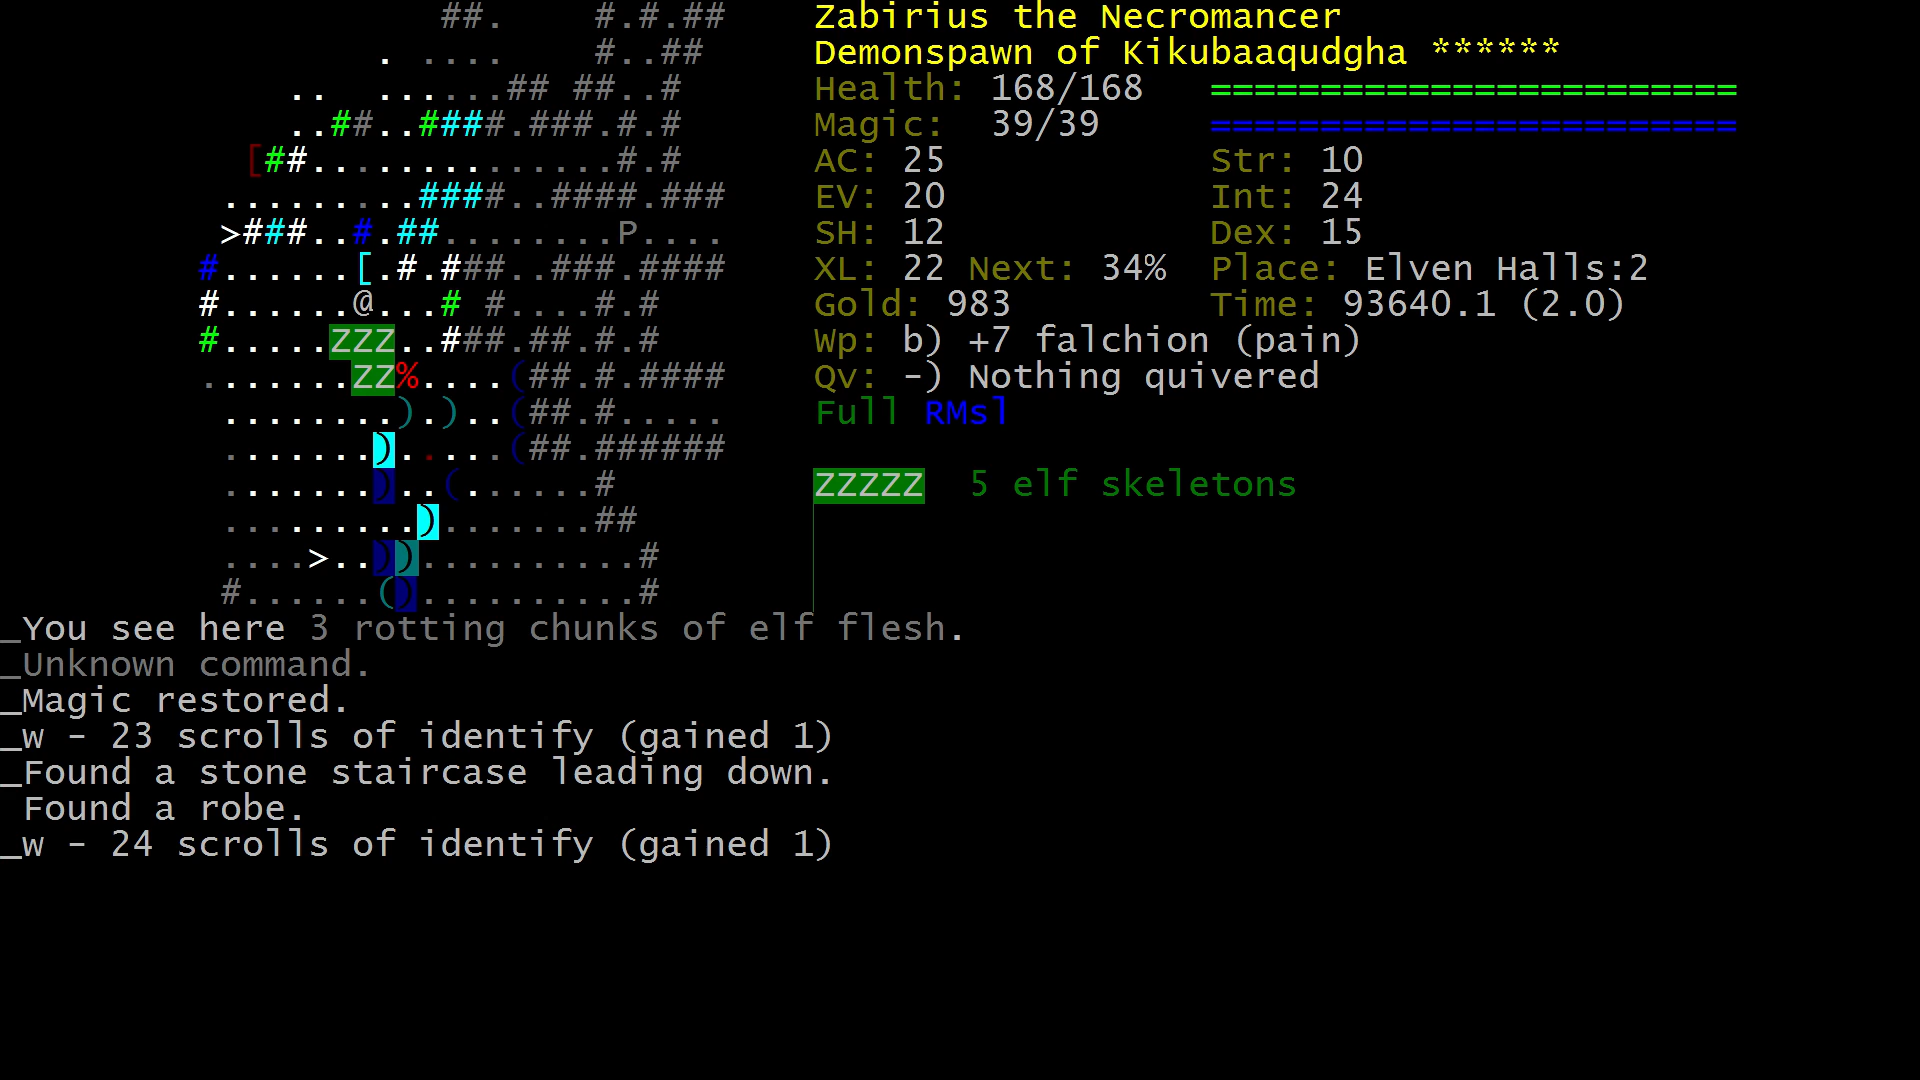 ##.    #.#.## Zabirius the Necromancer
. .... #..## Demonspawn of Kikubaaqudgha ******
.. ......## ##..# Health: 168/168 ========================
..##..####.###.#.# Magic: 39/39 ========================
[##..............#.# AC: 25 Str: 10
.........####..####.### EV: 20 Int: 24
>###..#.##........P.... SH: 12 Dex: 15
#......[.#.###..###.#### XL: 22 Next: 34% Place: Elven Halls:2
#......@...# #....#.# Gold: 983 Time: 93640.1 (2.0)
#.....ZZZ..###.##.#.# Wp: b) +7 falchion (pain)
.......ZZ%....(##.#.#### Qv: -) Nothing quivered
........).)..(##.#..... Full RMsl
.......).....(##.######
.......)..(......# ZZZZZ 5 elf skeletons
.........).......##
....>..))..........#
#......()..........#
_You see here 3 rotting chunks of elf flesh.
_Unknown command.
_Magic restored.
_w - 23 scrolls of identify (gained 1)
_Found a stone staircase leading down.
Found a robe.
_w - 24 scrolls of identify (gained 1)